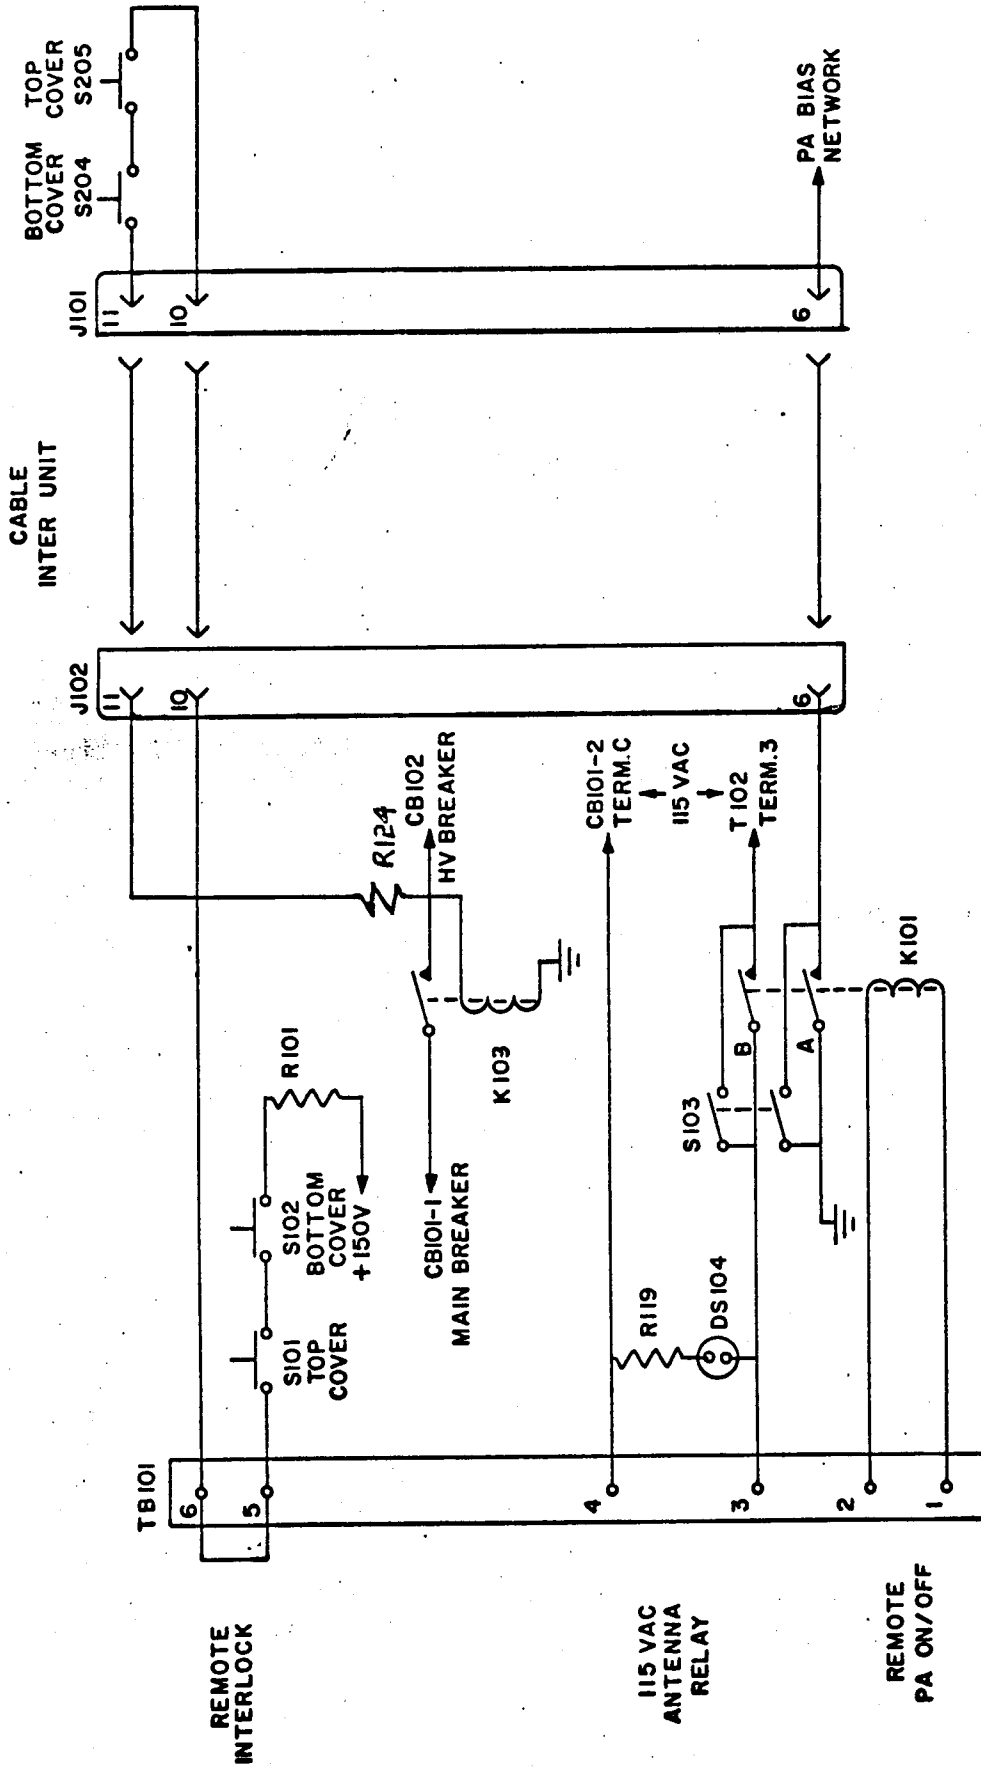 CABLE
INTER UNIT
BOTTOM
COVER
S204
TOP
COVER
S205
J102
11
10
6
J101
11
10
6
PA BIAS
NETWORK
TB101
6
5
4
3
2
1
REMOTE
INTERLOCK
115 VAC
ANTENNA
RELAY
REMOTE
PA ON/OFF
S101
TOP
COVER
S102
BOTTOM
COVER
+150V
R101
R124
CB101-1
MAIN BREAKER
CB102
HV BREAKER
K103
CB101-2
TERM.C
115 VAC
T102
TERM.3
R119
DS104
S103
B
A
K101